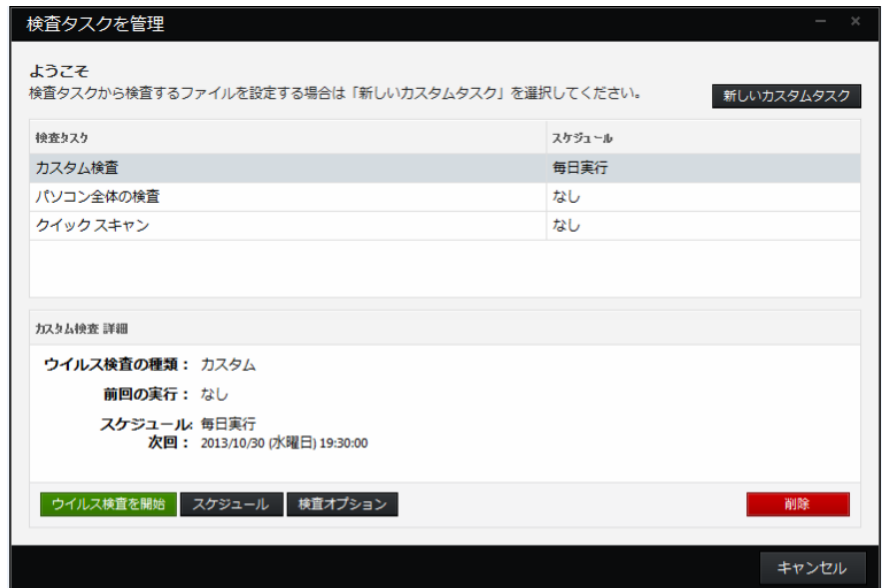 検査タスクを管理
ようこそ
検査タスクから検査するファイルを設定する場合は「新しいカスタムタスク」を選択してください。
新しいカスタムタスク
検査タスク スケジュール
カスタム検査 毎日実行
パソコン全体の検査 なし
クイック スキャン なし
カスタム検査 詳細
ウイルス検査の種類： カスタム
前回の実行： なし
スケジュール: 毎日実行
次回： 2013/10/30 (水曜日) 19:30:00
ウイルス検査を開始 スケジュール 検査オプション 削除
キャンセル